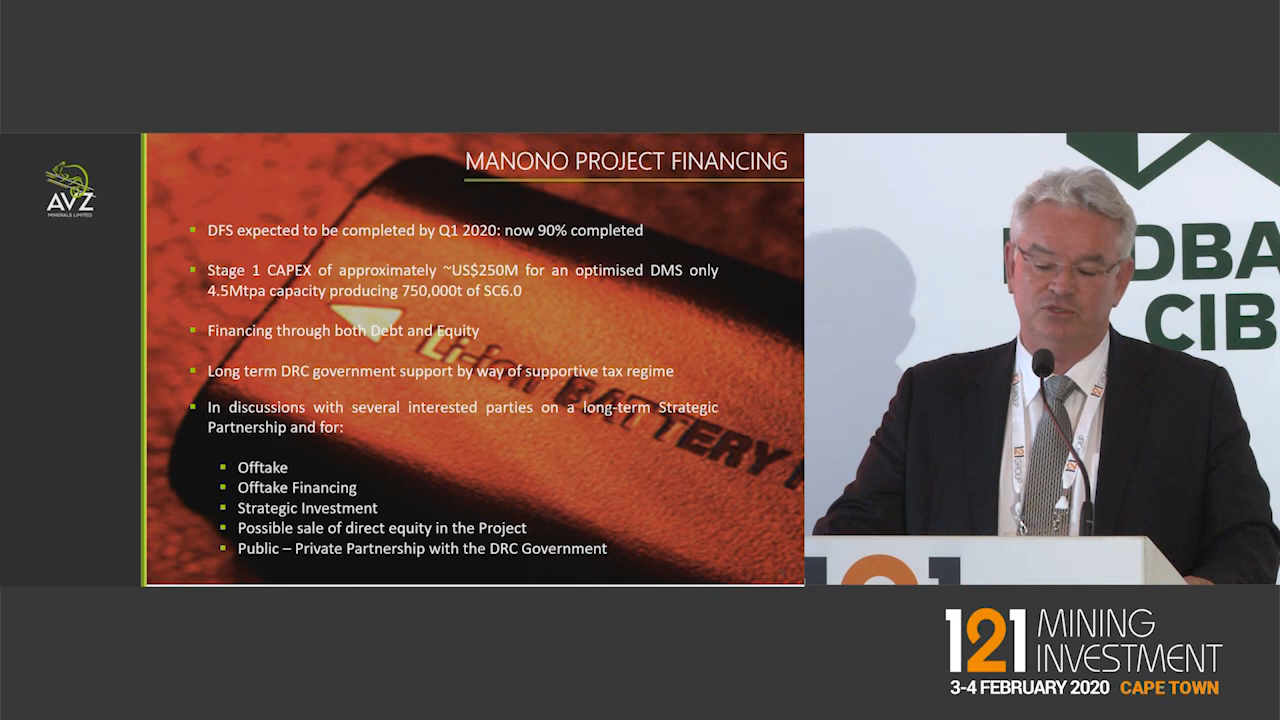 AVZ
MINERALS LIMITED
MANONO PROJECT FINANCING
DFS expected to be completed by Q1 2020: now 90% completed
Stage 1 CAPEX of approximately ~US$250M for an optimised DMS only
4.5Mtpa capacity producing 750,000t of SC6.0
Financing through both Debt and Equity
Long term DRC government support by way of supportive tax regime
In discussions with several interested parties on a long-term Strategic
Partnership and for:
Offtake
Offtake Financing
Strategic Investment
Possible sale of direct equity in the Project
Public – Private Partnership with the DRC Government
Li-ion BATTERY
CIB
121
GROUP
121
121 MINING
INVESTMENT
3-4 FEBRUARY 2020 CAPE TOWN